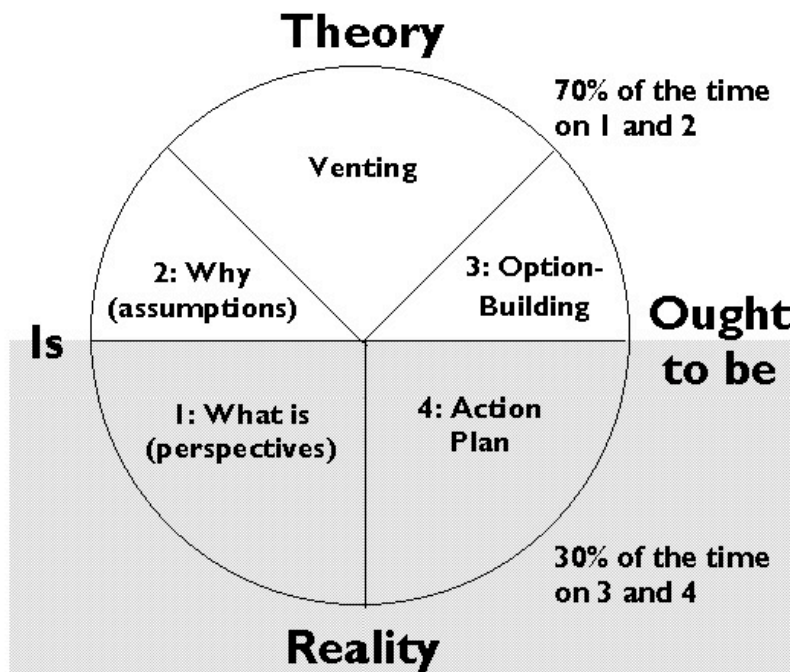 Theory
70% of the time
on 1 and 2
Venting
2: Why
(assumptions)
3: Option-
Building
Is
Ought
to be
1: What is
(perspectives)
4: Action
Plan
30% of the time
on 3 and 4
Reality